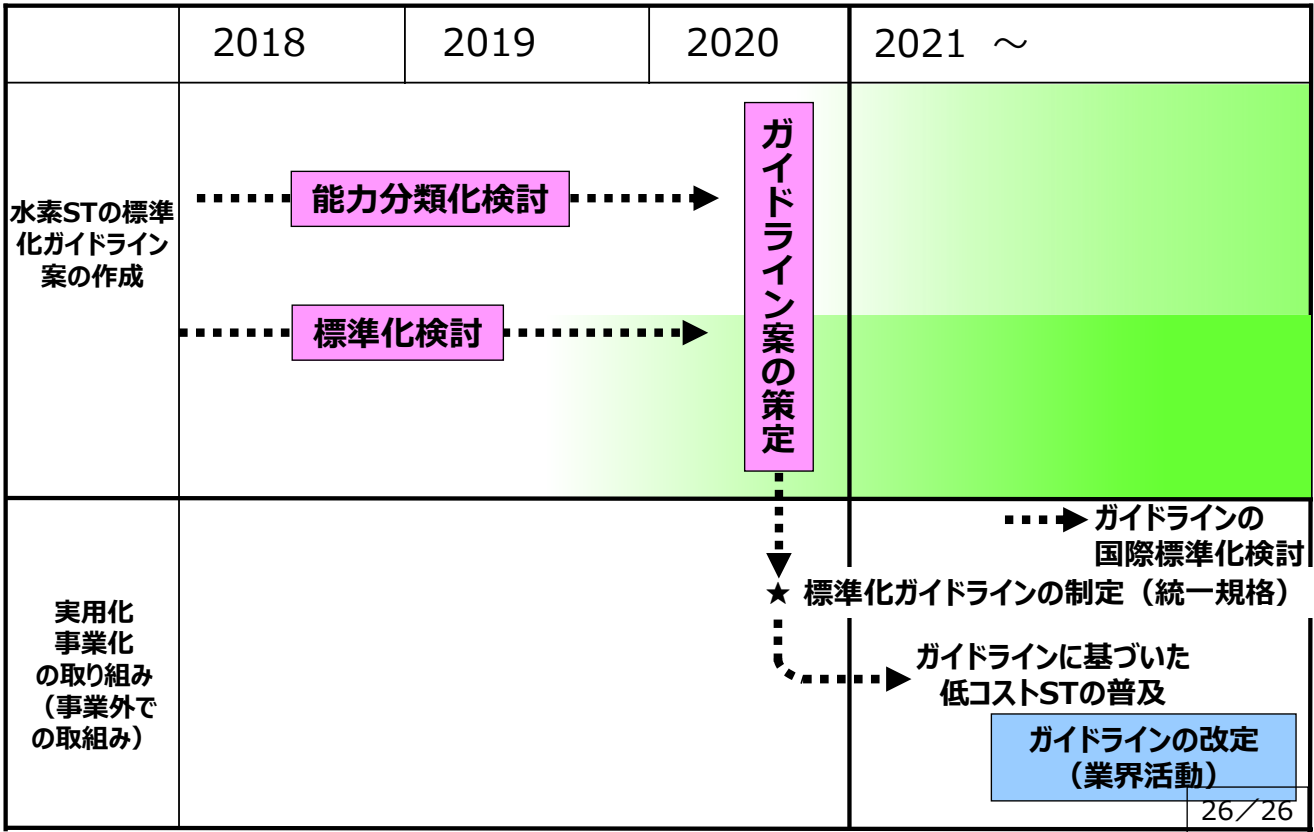 2018
2019
2020
2021 ～
水素STの標準
化ガイドライン
案の作成
能力分類化検討
標準化検討
ガイドライン案の策定
実用化
事業化
の取り組み
（事業外で
の取組み）
ガイドラインの
国際標準化検討
★ 標準化ガイドラインの制定（統一規格）
ガイドラインに基づいた
低コストSTの普及
ガイドラインの改定
（業界活動）
26／26